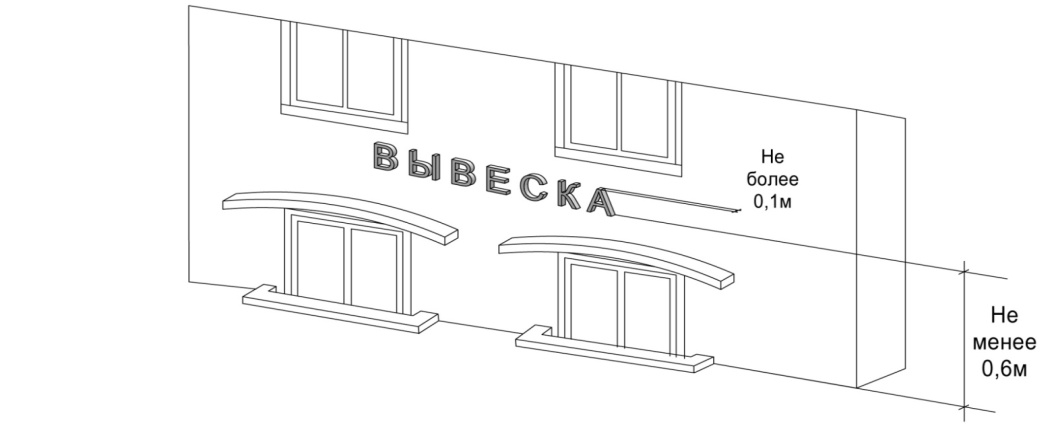 ВЫВЕСКА
Не
более
0,1м
Не
менее
0,6м